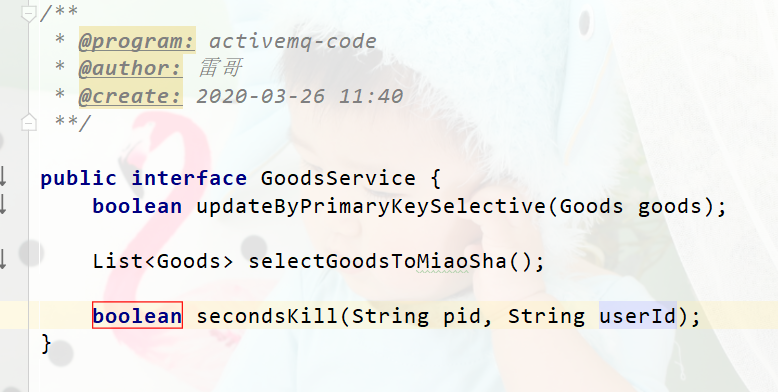 /**
 * @program: activemq-code
 * @author: 雷哥
 * @create: 2020-03-26 11:40
 **/
public interface GoodsService {
    boolean updateByPrimaryKeySelective(Goods goods);
    List<Goods> selectGoodsToMiaoSha();
    boolean secondsKill(String pid, String userId);
}